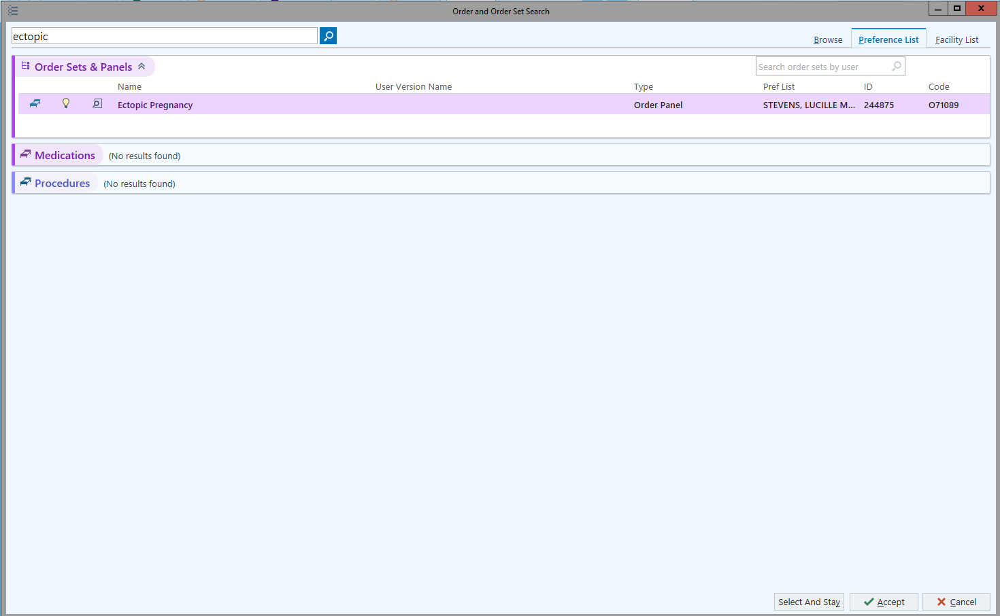 Order and Order Set Search
X
ectopic
Browse Preference List Facility List
Order Sets & Panels Search order sets by user
Name User Version Name Type Pref List ID Code
Ectopic Pregnancy Order Panel STEVENS, LUCILLE M... 244875 O71089
Medications (No results found)
Procedures (No results found)
Select And Stay Accept Cancel